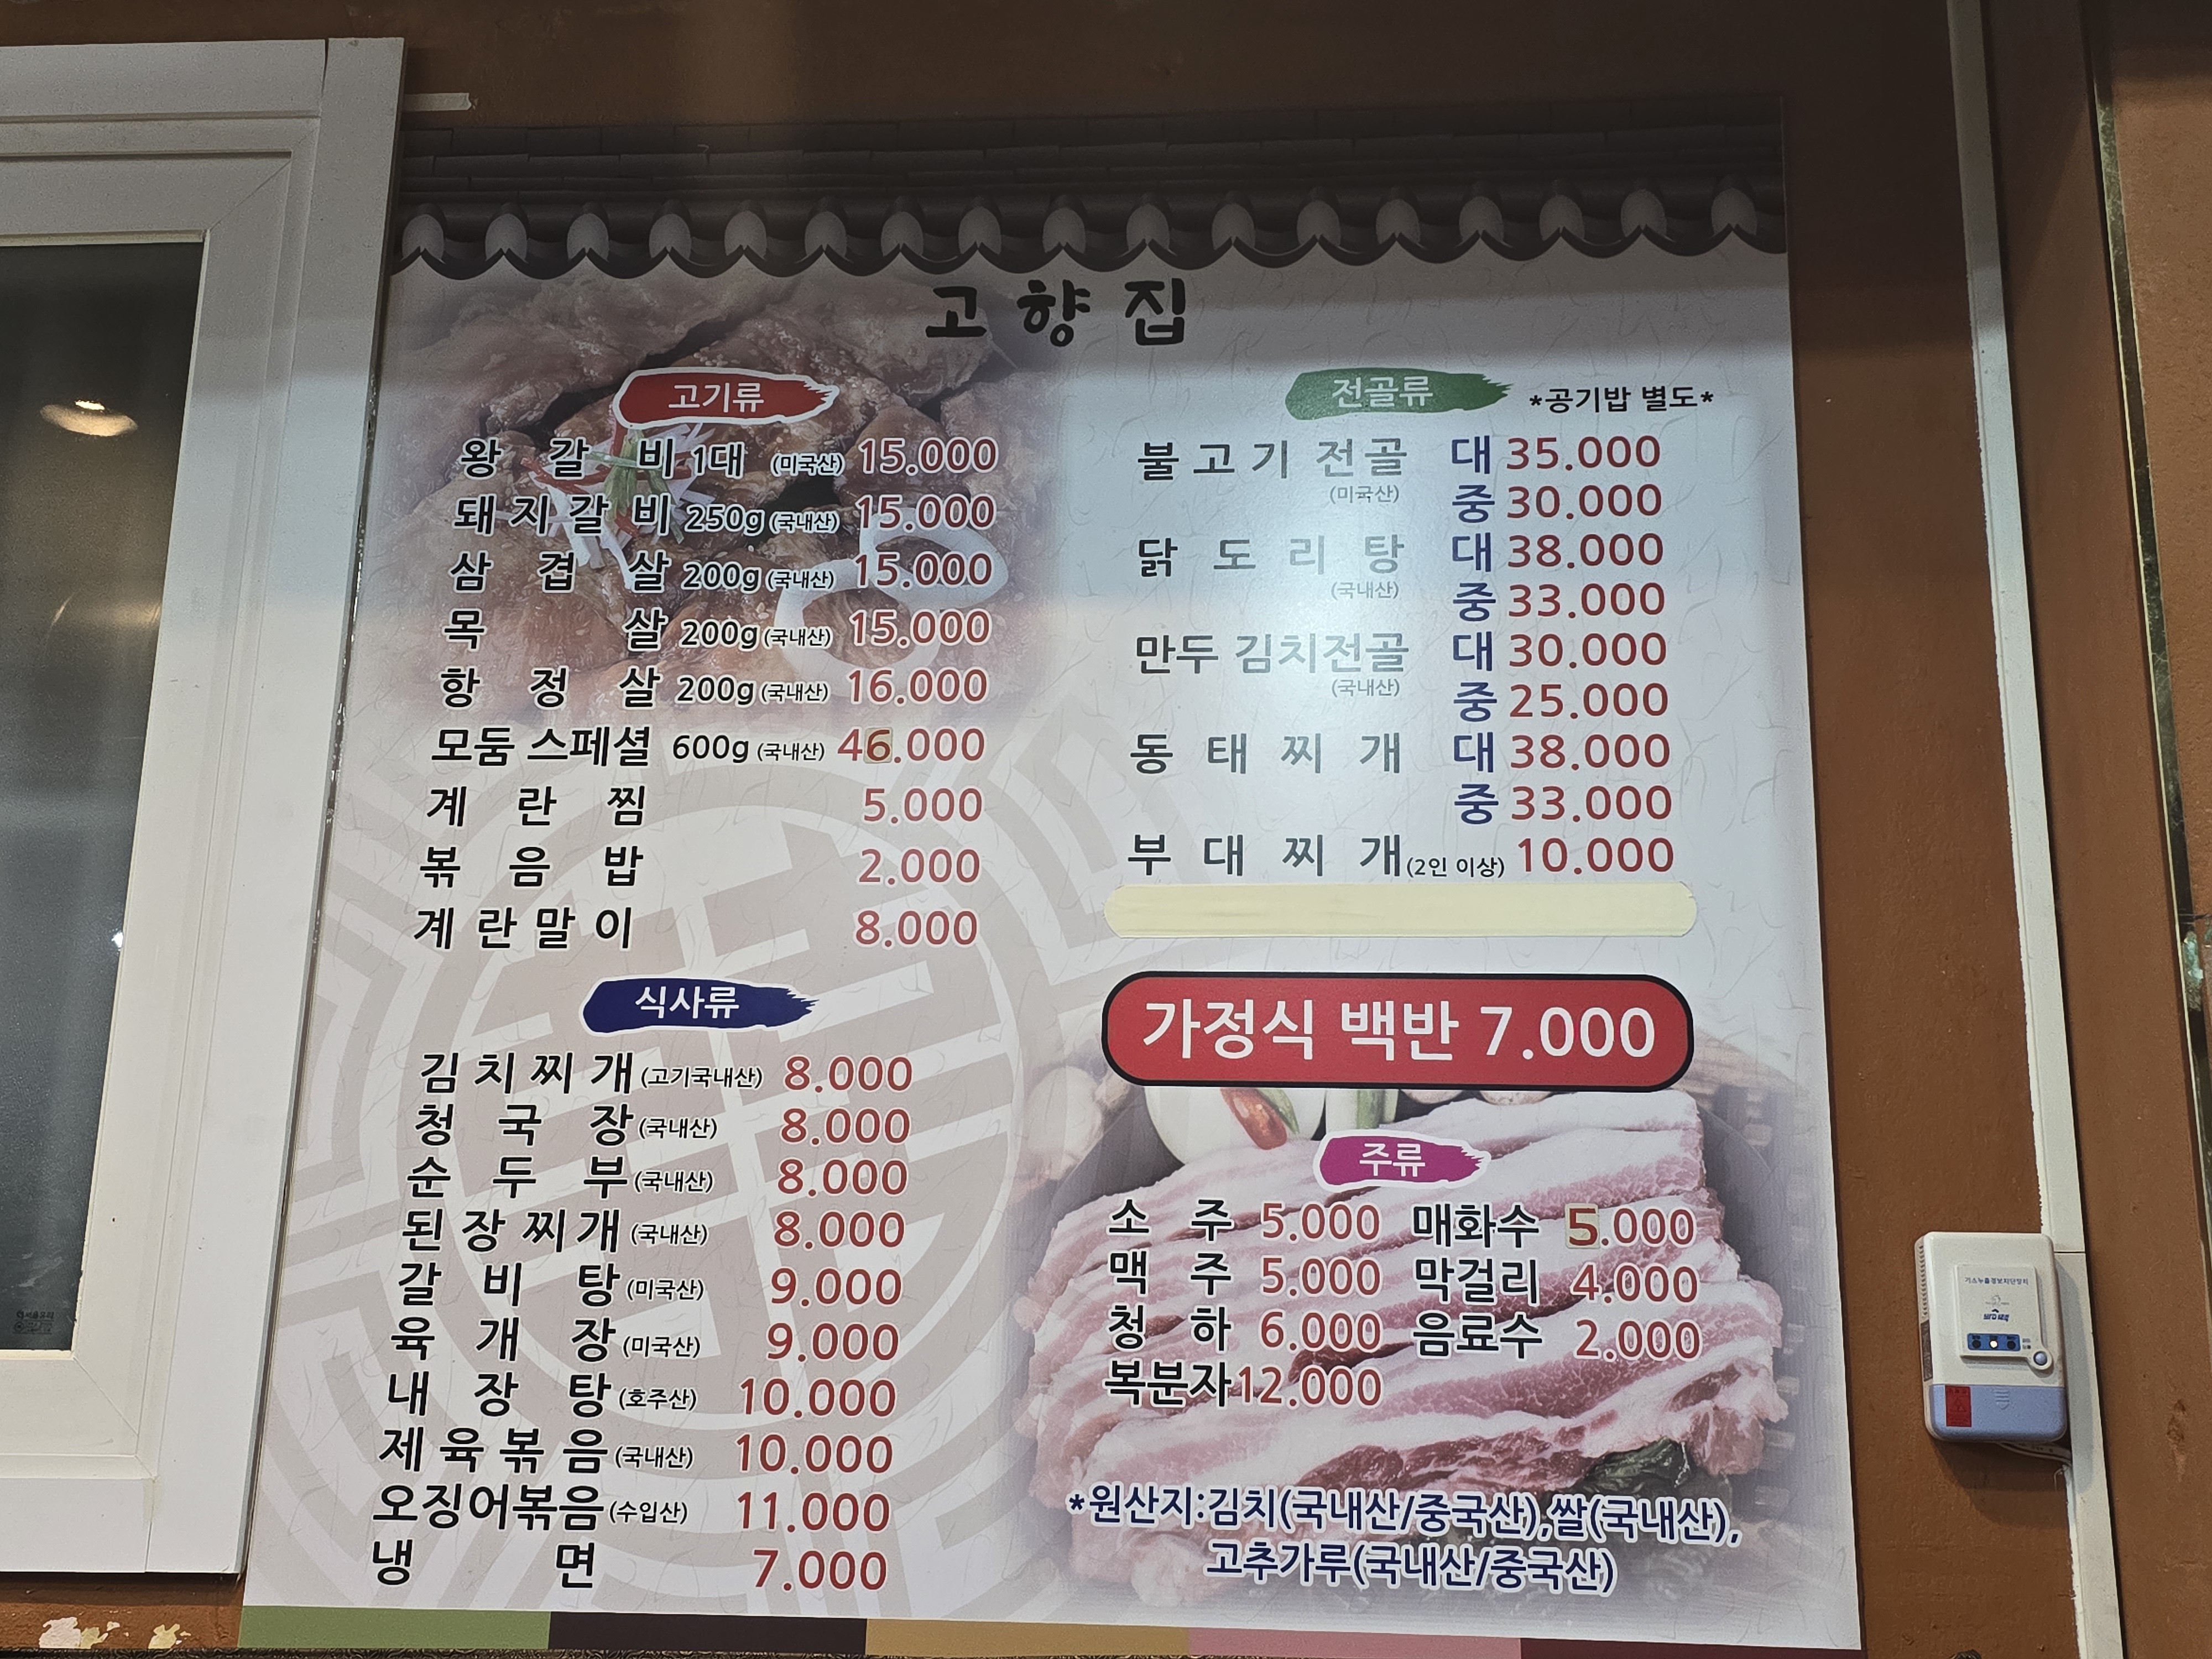 고향집
고기류
왕갈비 1대 (미국산) 15.000
돼지갈비 250g (국내산) 15.000
삼겹살 200g (국내산) 15.000
목살 200g (국내산) 15.000
항정살 200g (국내산) 16.000
모둠 스페셜 600g (국내산) 46.000
계란찜 5.000
볶음밥 2.000
계란말이 8.000
식사류
김치찌개 (고기국내산) 8.000
청국장 (국내산) 8.000
순두부 (국내산) 8.000
된장찌개 (국내산) 8.000
갈비탕 (미국산) 9.000
육개장 (미국산) 9.000
내장탕 (호주산) 10.000
제육볶음 (국내산) 10.000
오징어볶음 (수입산) 11.000
냉면 7.000
전골류 *공기밥 별도*
불고기 전골 대 35.000
(미국산) 중 30.000
닭도리탕 대 38.000
(국내산) 중 33.000
만두 김치전골 대 30.000
(국내산) 중 25.000
동태찌개 대 38.000
중 33.000
부대찌개 (2인 이상) 10.000
가정식 백반 7.000
주류
소주 5.000 매화수 5.000
맥주 5.000 막걸리 4.000
청하 6.000 음료수 2.000
복분자 12.000
*원산지:김치(국내산/중국산),쌀(국내산),
고추가루(국내산/중국산)